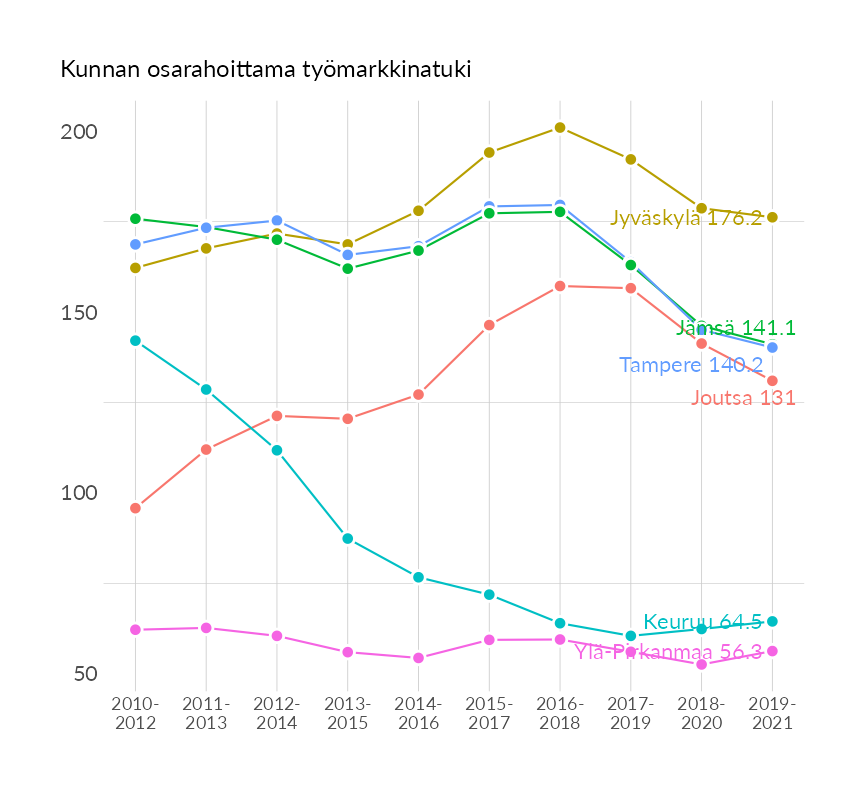 Kunnan osarahoittama työmarkkinatuki
200
150
100
50
Jyväskylä 176.2
Jämsä 141.1
Tampere 140.2
Joutsa 131
Keuruu 64.5
Ylä-Pirkanmaa 56.3
2010- 2011- 2012- 2013- 2014- 2015- 2016- 2017- 2018- 2019-
2012 2013 2014 2015 2016 2017 2018 2019 2020 2021